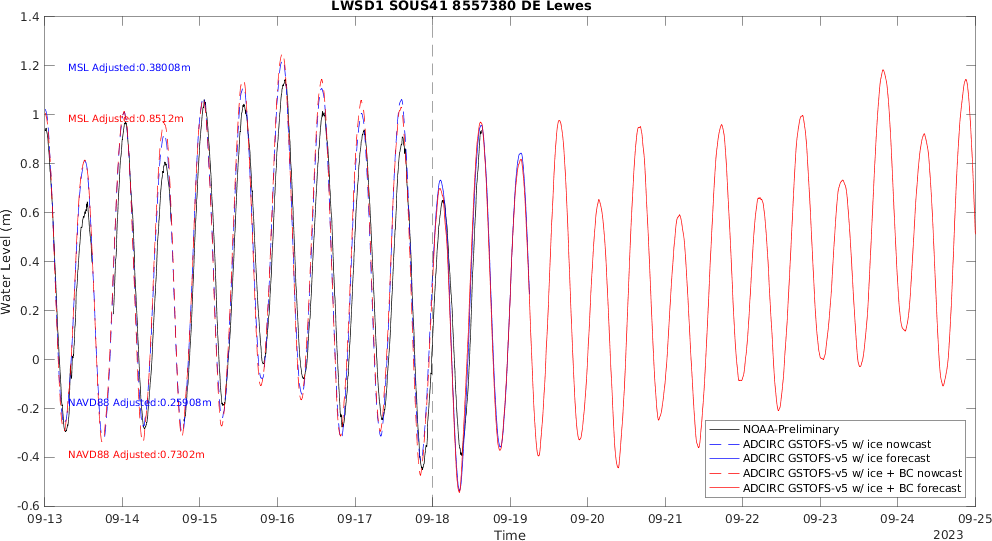 LWSD1 SOUS41 8557380 DE Lewes
1.4
1.2
1
0.8
0.6
0.4
0.2
0
-0.2
-0.4
-0.6
Water Level (m)
MSL Adjusted:0.38008m
MSL Adjusted:0.8512m
NAVD88 Adjusted:0.25908m
NAVD88 Adjusted:0.7302m
NOAA-Preliminary
ADCIRC GSTOFS-v5 w/ ice nowcast
ADCIRC GSTOFS-v5 w/ ice forecast
ADCIRC GSTOFS-v5 w/ ice + BC nowcast
ADCIRC GSTOFS-v5 w/ ice + BC forecast
09-13 09-14 09-15 09-16 09-17 09-18 09-19 09-20 09-21 09-22 09-23 09-24 09-25
Time
2023